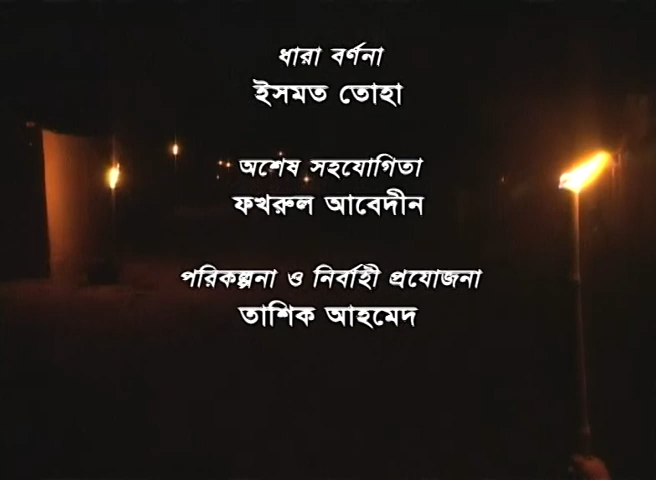 ধারা বর্ণনা
ইসমত তোহা
অশেষ সহযোগিতা
ফখরুল আবেদীন
পরিকল্পনা ও নির্বাহী প্রযোজনা
তাশিক আহমেদ